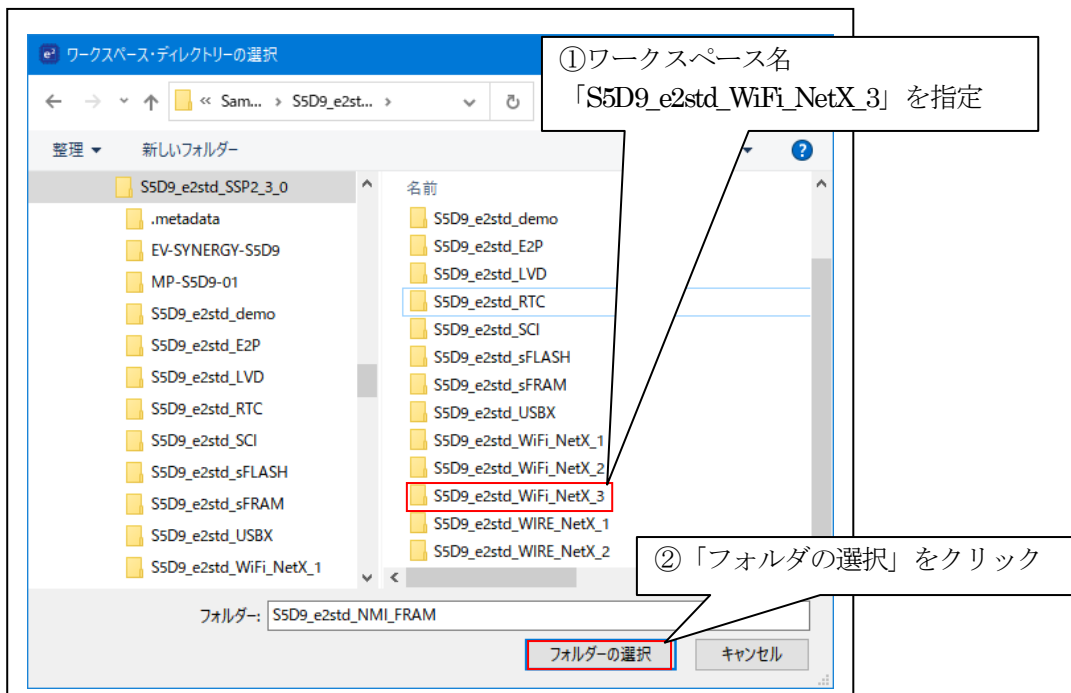 ワークスペース・ディレクトリーの選択
①ワークスペース名
「S5D9_e2std_WiFi_NetX_3」を指定
« Sam... › S5D9_e2st... ›
整理 新しいフォルダー
S5D9_e2std_SSP2_3_0
.metadata
EV-SYNERGY-S5D9
MP-S5D9-01
S5D9_e2std_demo
S5D9_e2std_E2P
S5D9_e2std_LVD
S5D9_e2std_RTC
S5D9_e2std_SCI
S5D9_e2std_sFLASH
S5D9_e2std_sFRAM
S5D9_e2std_USBX
S5D9_e2std_WiFi_NetX_1
名前
S5D9_e2std_demo
S5D9_e2std_E2P
S5D9_e2std_LVD
S5D9_e2std_RTC
S5D9_e2std_SCI
S5D9_e2std_sFLASH
S5D9_e2std_sFRAM
S5D9_e2std_USBX
S5D9_e2std_WiFi_NetX_1
S5D9_e2std_WiFi_NetX_2
S5D9_e2std_WiFi_NetX_3
S5D9_e2std_WIRE_NetX_1
S5D9_e2std_WIRE_NetX_2
②「フォルダの選択」をクリック
フォルダー: S5D9_e2std_NMI_FRAM
フォルダーの選択 キャンセル